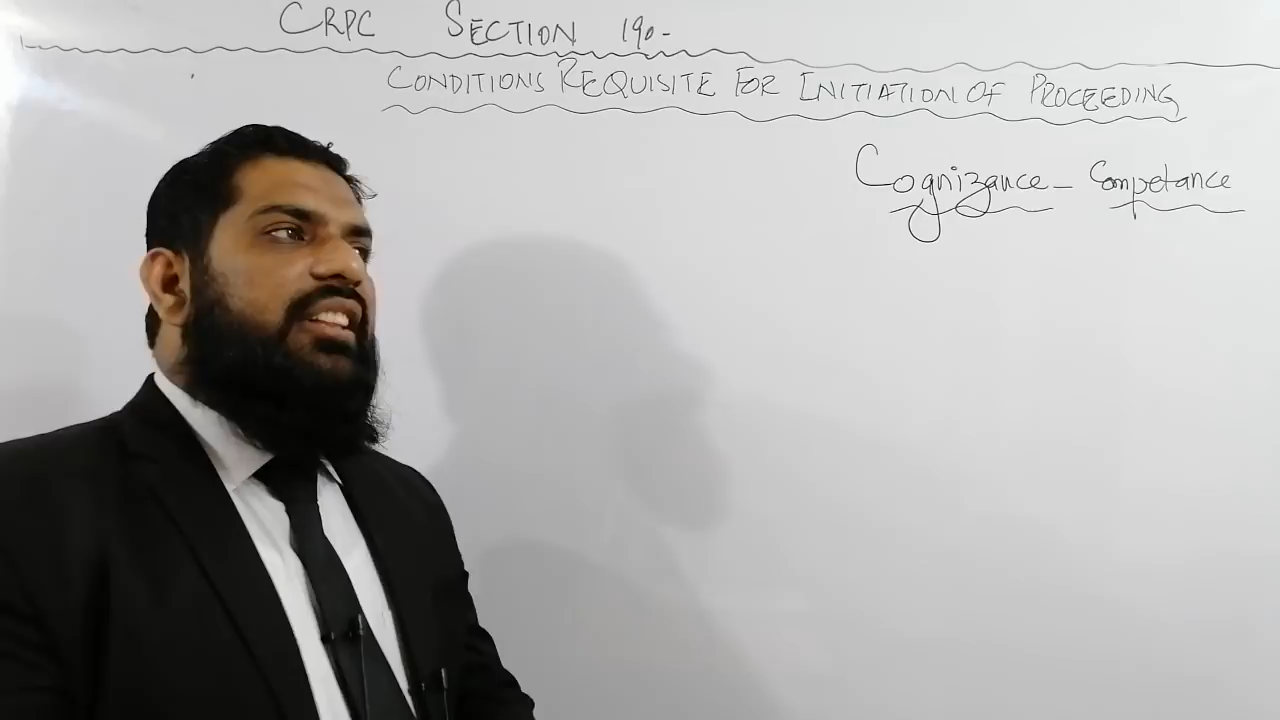 CRPC SECTION 190-
CONDITIONS REQUISITE FOR INITIATION OF PROCEEDING
Cognizance - Competance